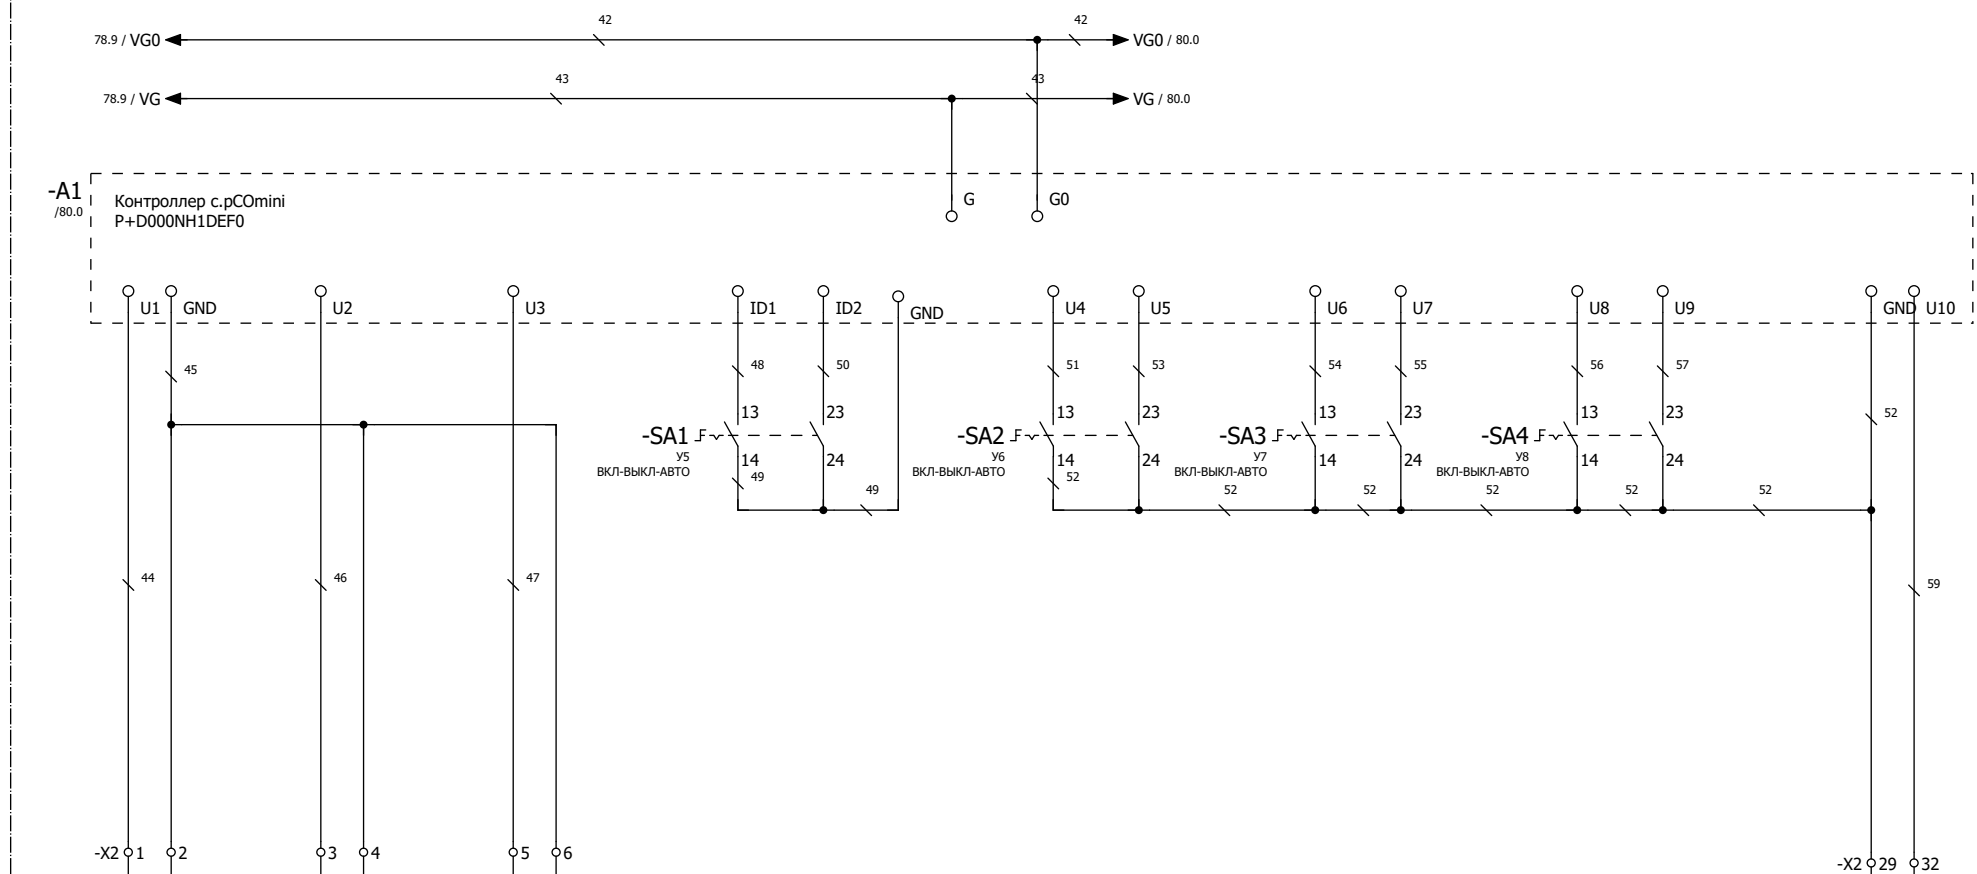 42 42
78.9 / VG0 VG0 / 80.0
43 43
78.9 / VG VG / 80.0
-A1 Контроллер c.pCOmini
/80.0 P+D000NH1DEF0
G G0
U1 GND U2 U3 ID1 ID2 GND U4 U5 U6 U7 U8 U9 GND U10
45 48 50 51 53 54 55 56 57
13 23 13 23 13 23 13 23 52
-SA1 -SA2 -SA3 -SA4
У5 14 24 У6 14 24 У7 14 24 У8 14 24
ВКЛ-ВЫКЛ-АВТО 49 ВКЛ-ВЫКЛ-АВТО 52 ВКЛ-ВЫКЛ-АВТО ВКЛ-ВЫКЛ-АВТО
49 52 52 52 52 52
44 46 47 59
-X2 1 2 3 4 5 6 -X2 29 32